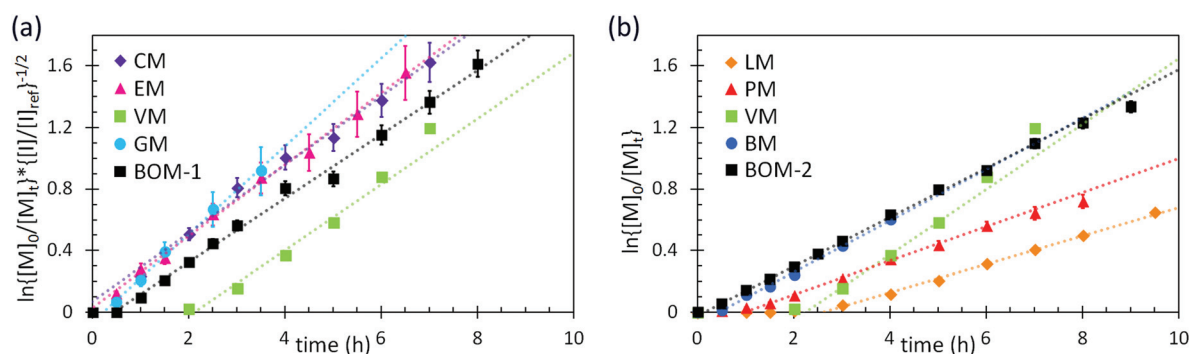 (a)
ln{[M]0/[M]t}*{[I]/[I]ref}-1/2
1.6
1.2
0.8
0.4
0
CM
EM
VM
GM
BOM-1
0 2 4 6 8 10
time (h)
(b)
ln{[M]0/[M]t}
1.6
1.2
0.8
0.4
0
LM
PM
VM
BM
BOM-2
0 2 4 6 8 10
time (h)